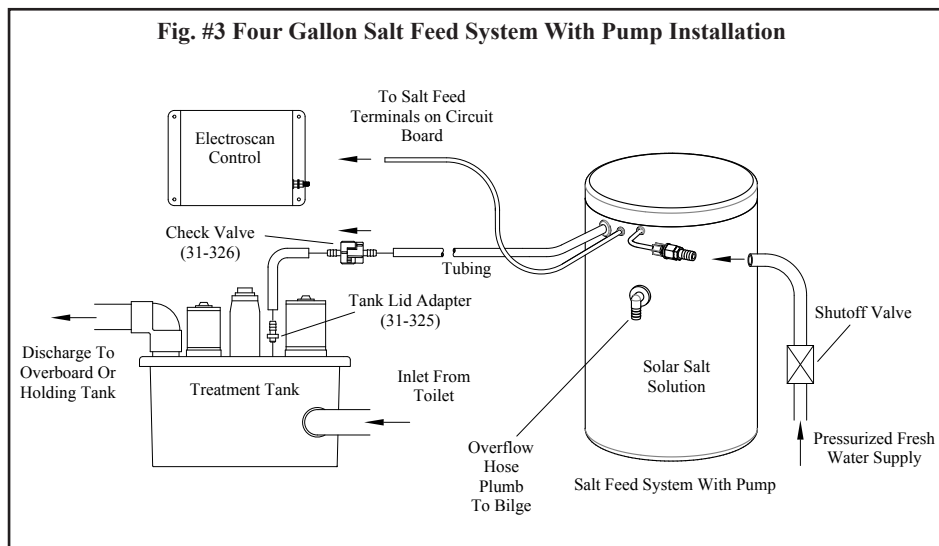 Fig. #3 Four Gallon Salt Feed System With Pump Installation
To Salt Feed
Terminals on Circuit
Board
Electroscan
Control
Check Valve
(31-326)
Tubing
Tank Lid Adapter
(31-325)
Shutoff Valve
Discharge To
Overboard Or
Holding Tank
Treatment Tank
Inlet From
Toilet
Solar Salt
Solution
Overflow
Hose
Plumb
To Bilge
Pressurized Fresh
Water Supply
Salt Feed System With Pump